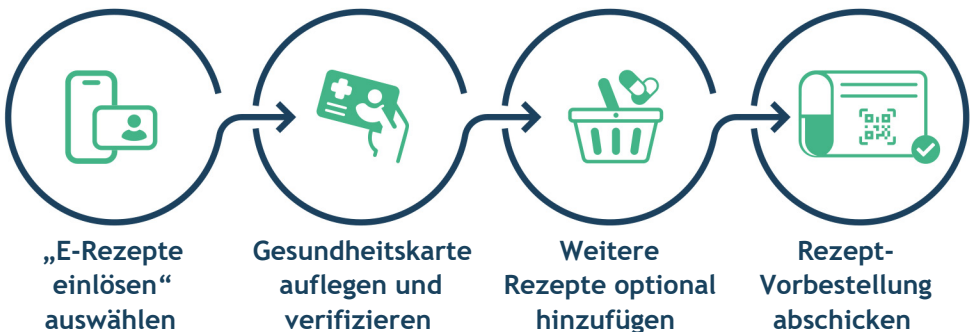 „E-Rezepte
einlösen“
auswählen
Gesundheitskarte
auflegen und
verifizieren
Weitere
Rezepte optional
hinzufügen
Rezept-
Vorbestellung
abschicken